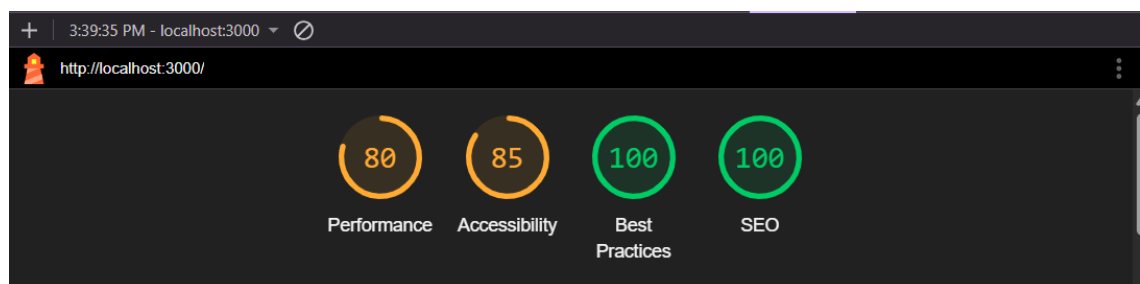 3:39:35 PM - localhost:3000
http://localhost:3000/
80 85 100 100
Performance Accessibility Best Practices SEO